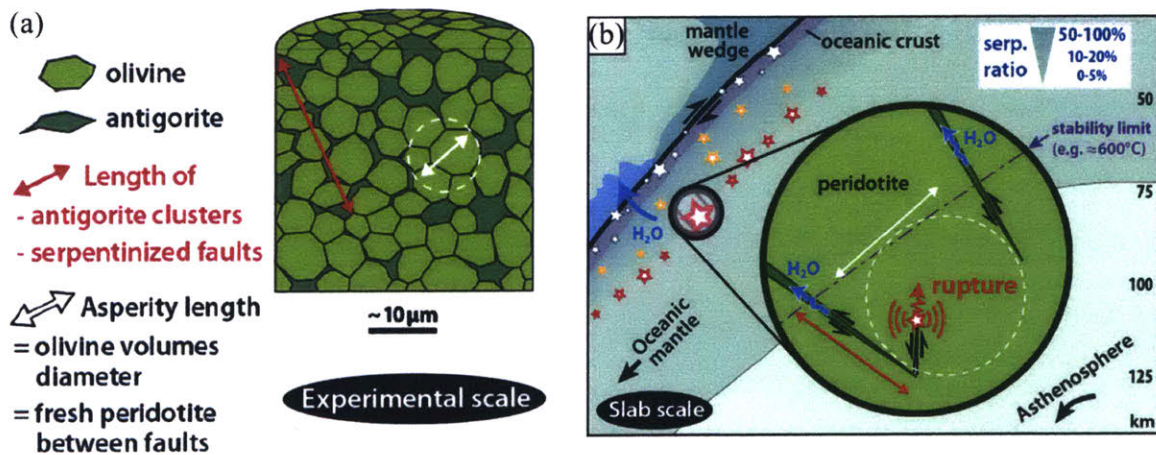 (a)
olivine
antigorite
Length of
- antigorite clusters
- serpentinized faults
Asperity length
= olivine volumes
diameter
= fresh peridotite
between faults
~10μm
Experimental scale
(b)
mantle
wedge
oceanic crust
serp.
ratio
50-100%
10-20%
0-5%
50
stability limit
(e.g. ≈600°C)
H₂O
peridotite
75
H₂O
H₂O
rupture
100
Oceanic
mantle
Asthenosphere
125
km
Slab scale